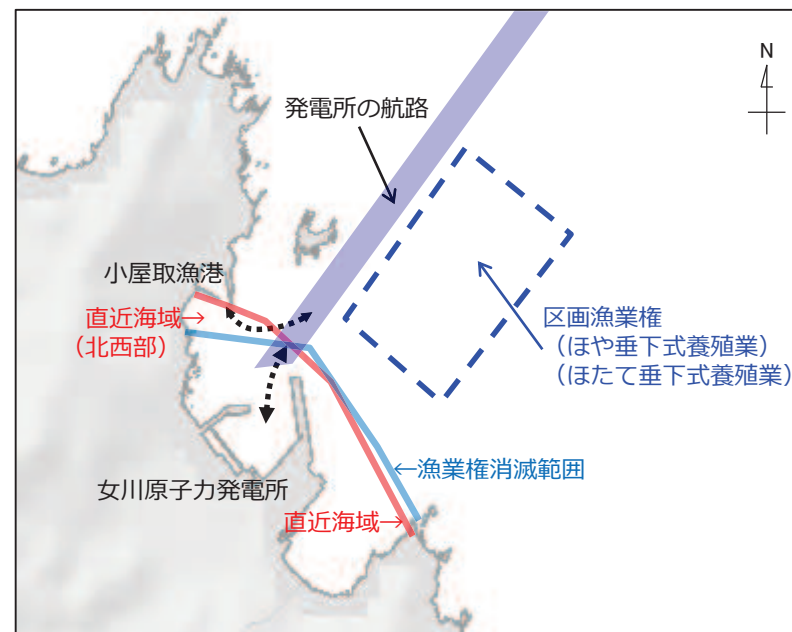 N
発電所の航路
小屋取漁港
直近海域→
（北西部）
区画漁業権
（ほや垂下式養殖業）
（ほたて垂下式養殖業）
←漁業権消滅範囲
女川原子力発電所
直近海域→